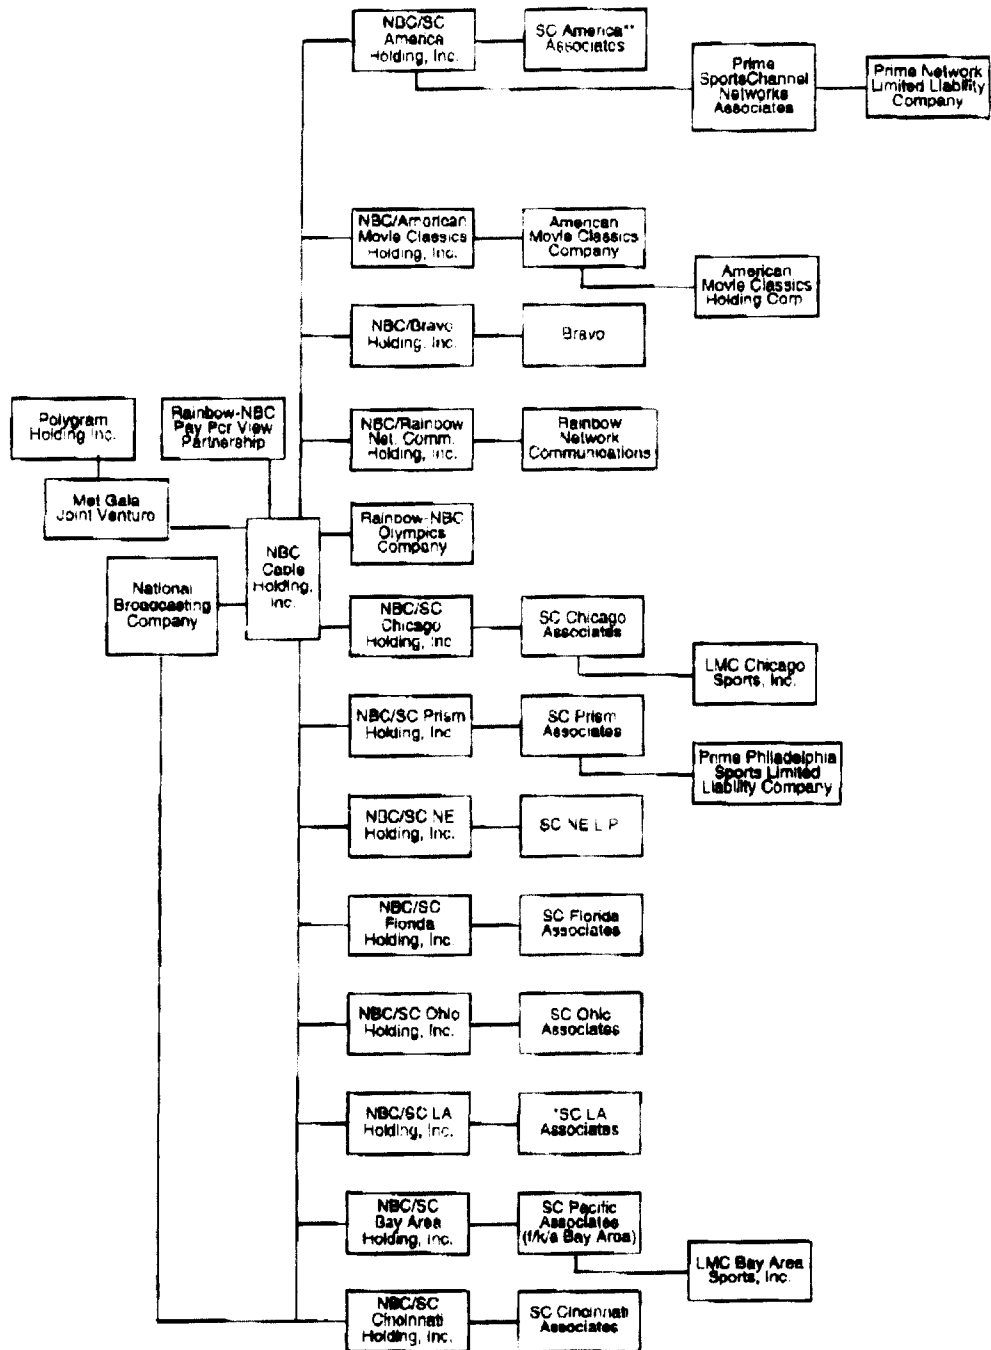 NBC/SC
America
Holding, Inc.
SC America**
Associates
Prime
SportsChannel
Networks
Associates
Prime Network
Limited Liability
Company
NBC/American
Movie Classics
Holding, Inc.
American
Movie Classics
Company
American
Movie Classics
Holding Corp
NBC/Bravo
Holding, Inc.
Bravo
Polygram
Holding Inc.
Rainbow-NBC
Pay Per View
Partnership
NBC/Rainbow
Net. Comm.
Holding, Inc.
Rainbow
Network
Communications
Met Gala
Joint Venture
Rainbow-NBC
Olympics
Company
NBC
Cable
Holding,
Inc.
National
Broadcasting
Company
NBC/SC
Chicago
Holding, Inc
SC Chicago
Associates
LMC Chicago
Sports, Inc.
NBC/SC Prism
Holding, Inc
SC Prism
Associates
Prime Philadelphia
Sports Limited
Liability Company
NBC/SC NE
Holding, Inc.
SC NE L P
NBC/SC
Florida
Holding, Inc.
SC Florida
Associates
NBC/SC Ohio
Holding, Inc.
SC Ohio
Associates
NBC/SC LA
Holding, Inc.
*SC LA
Associates
NBC/SC
Bay Area
Holding, Inc.
SC Pacific
Associates
(f/k/a Bay Area)
LMC Bay Area
Sports, Inc.
NBC/SC
Cincinnati
Holding, Inc.
SC Cincinnati
Associates